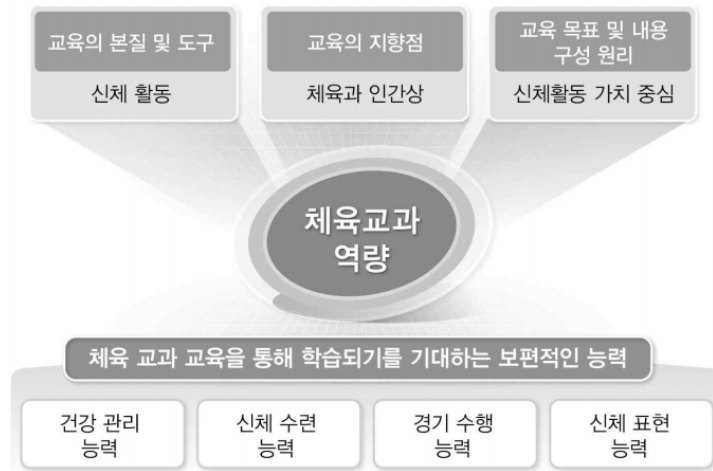 교육의 본질 및 도구
신체 활동
교육의 지향점
체육과 인간상
교육 목표 및 내용
구성 원리
신체활동 가치 중심
체육교과
역량
체육 교과 교육을 통해 학습되기를 기대하는 보편적인 능력
건강 관리
능력
신체 수련
능력
경기 수행
능력
신체 표현
능력